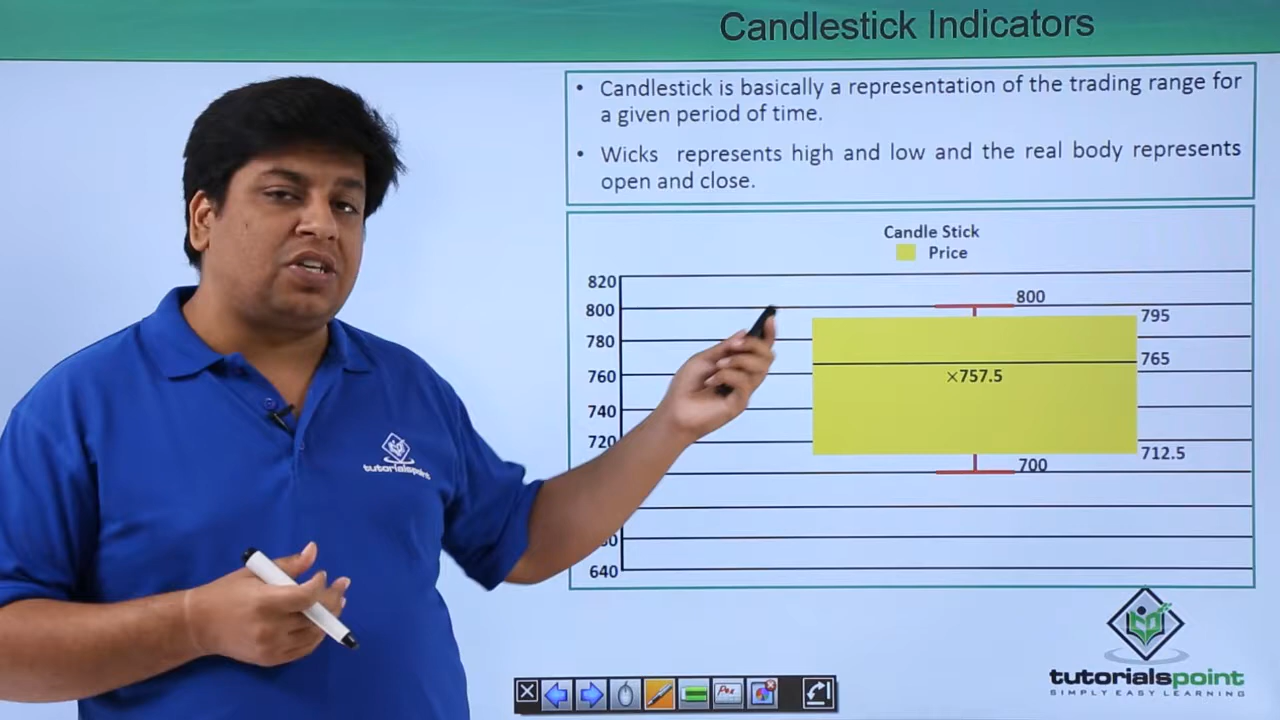 Candlestick Indicators
• Candlestick is basically a representation of the trading range for
a given period of time.
• Wicks represents high and low and the real body represents
open and close.
Candle Stick
Price
820
800
780
760
740
720
640
800
795
765
×757.5
712.5
700
tutorialspoint
tutorialspoint
SIMPLY EASY LEARNING